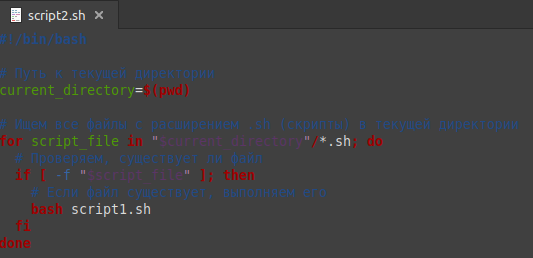 script2.sh
#!/bin/bash
# Путь к текущей директории
current_directory=$(pwd)
# Ищем все файлы с расширением .sh (скрипты) в текущей директории
for script_file in "$current_directory"/*.sh; do
# Проверяем, существует ли файл
if [ -f "$script_file" ]; then
# Если файл существует, выполняем его
bash script1.sh
fi
done